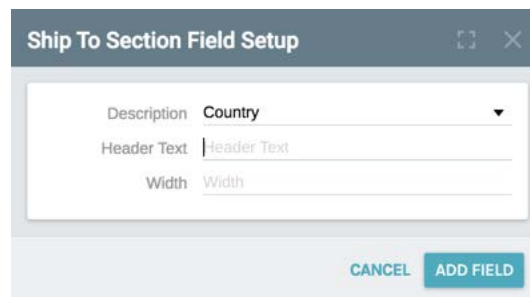 Ship To Section Field Setup
Description Country
Header Text Header Text
Width Width
CANCEL ADD FIELD